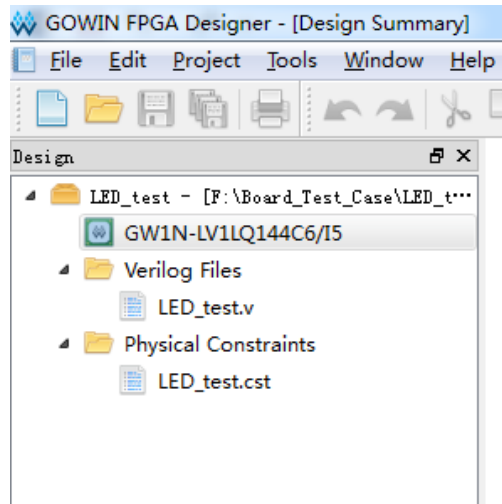 GOWIN FPGA Designer - [Design Summary]
File Edit Project Tools Window Help
Design
LED_test - [F:\Board_Test_Case\LED_t···
GW1N-LV1LQ144C6/I5
Verilog Files
LED_test.v
Physical Constraints
LED_test.cst